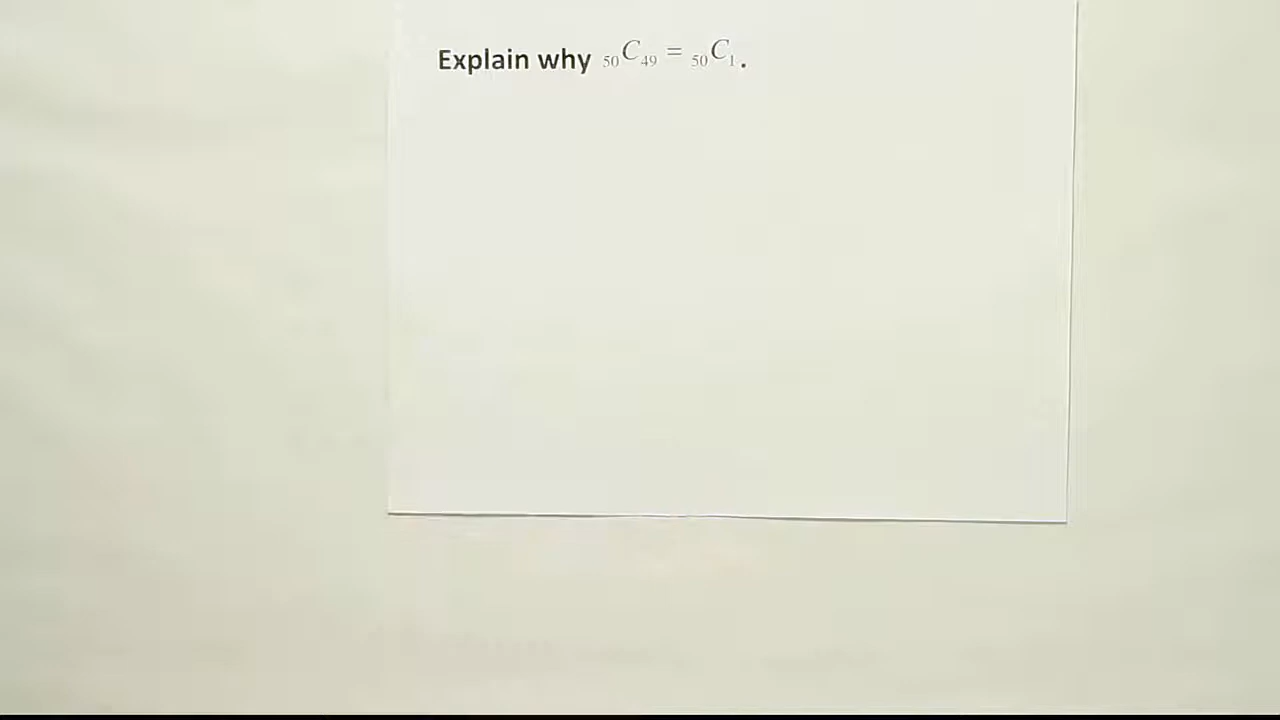 Explain why ₅₀C₄₉ = ₅₀C₁.